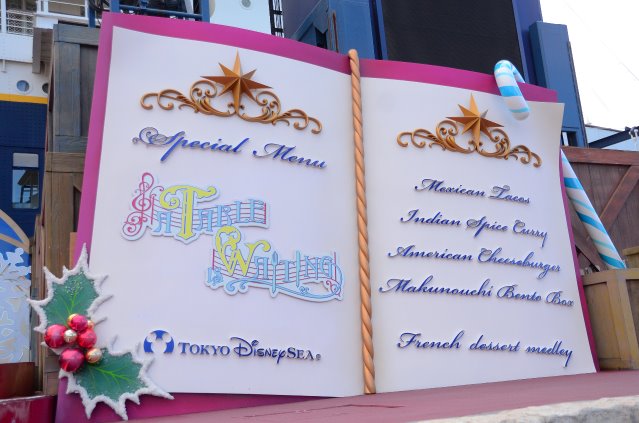 Special Menu
A Table
is Waiting
TOKYO DISNEYSEA®
Mexican Tacos
Indian Spice Curry
American Cheeseburger
Makunouchi Bento Box
French dessert medley